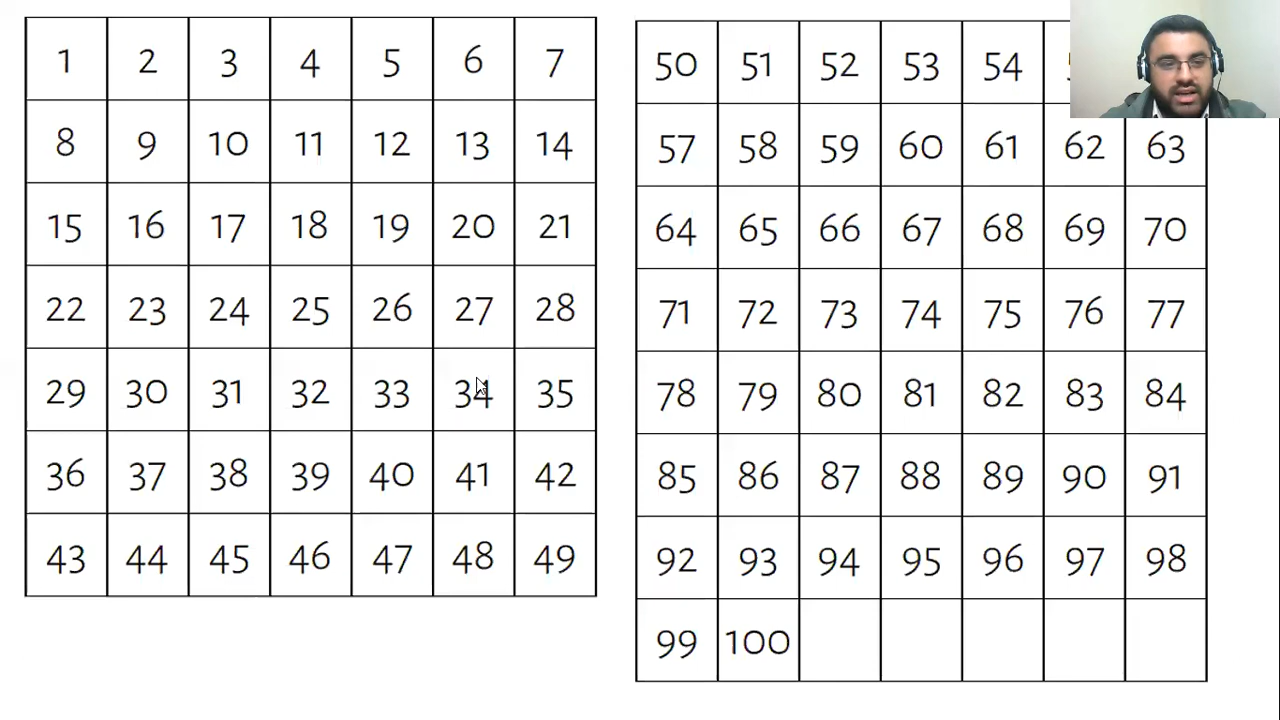 1 2 3 4 5 6 7
8 9 10 11 12 13 14
15 16 17 18 19 20 21
22 23 24 25 26 27 28
29 30 31 32 33 34 35
36 37 38 39 40 41 42
43 44 45 46 47 48 49
50 51 52 53 54
57 58 59 60 61 62 63
64 65 66 67 68 69 70
71 72 73 74 75 76 77
78 79 80 81 82 83 84
85 86 87 88 89 90 91
92 93 94 95 96 97 98
99 100